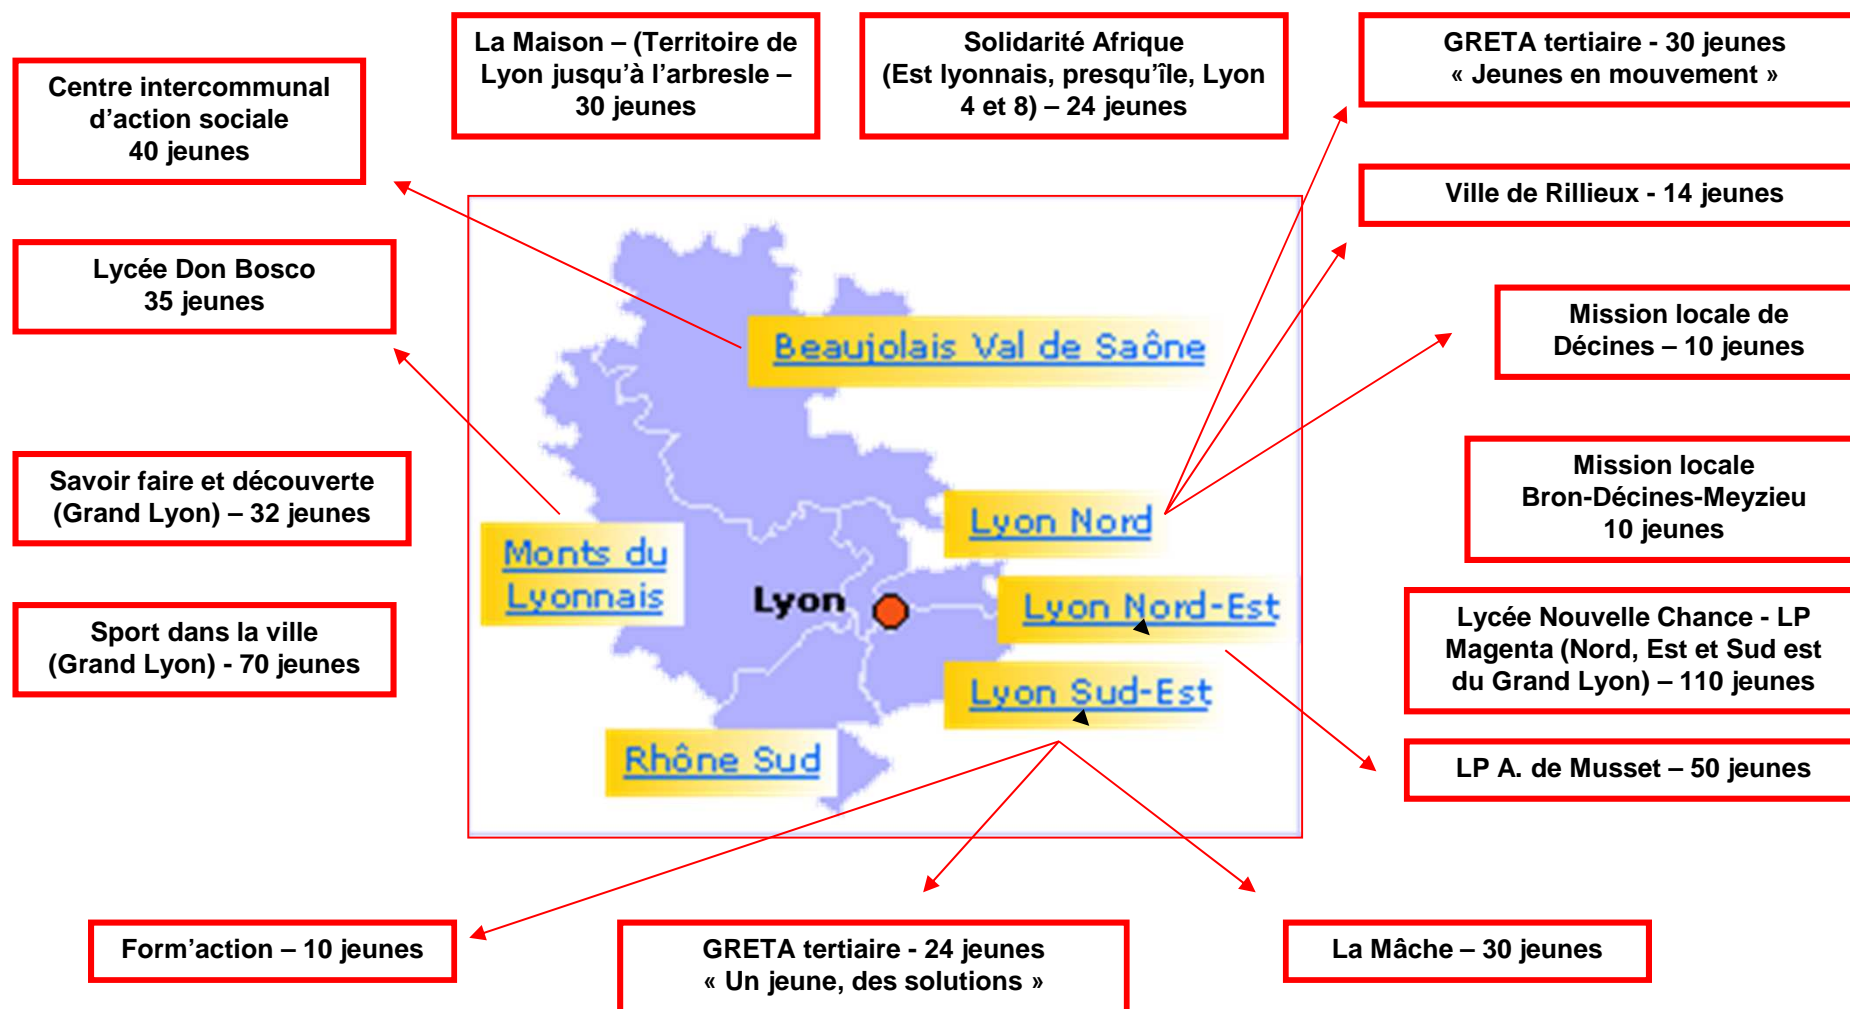 La Maison – (Territoire de
Lyon jusqu’à l’arbresle –
30 jeunes
Solidarité Afrique
(Est lyonnais, presqu’île, Lyon
4 et 8) – 24 jeunes
GRETA tertiaire - 30 jeunes
« Jeunes en mouvement »
Centre intercommunal
d’action sociale
40 jeunes
Ville de Rillieux - 14 jeunes
Lycée Don Bosco
35 jeunes
Mission locale de
Décines – 10 jeunes
Beaujolais Val de Saône
Savoir faire et découverte
(Grand Lyon) – 32 jeunes
Mission locale
Bron-Décines-Meyzieu
10 jeunes
Lyon Nord
Monts du
Lyonnais
Lyon
Lyon Nord-Est
Sport dans la ville
(Grand Lyon) - 70 jeunes
Lycée Nouvelle Chance - LP
Magenta (Nord, Est et Sud est
du Grand Lyon) – 110 jeunes
Lyon Sud-Est
Rhône Sud
LP A. de Musset – 50 jeunes
Form’action – 10 jeunes
GRETA tertiaire - 24 jeunes
« Un jeune, des solutions »
La Mâche – 30 jeunes